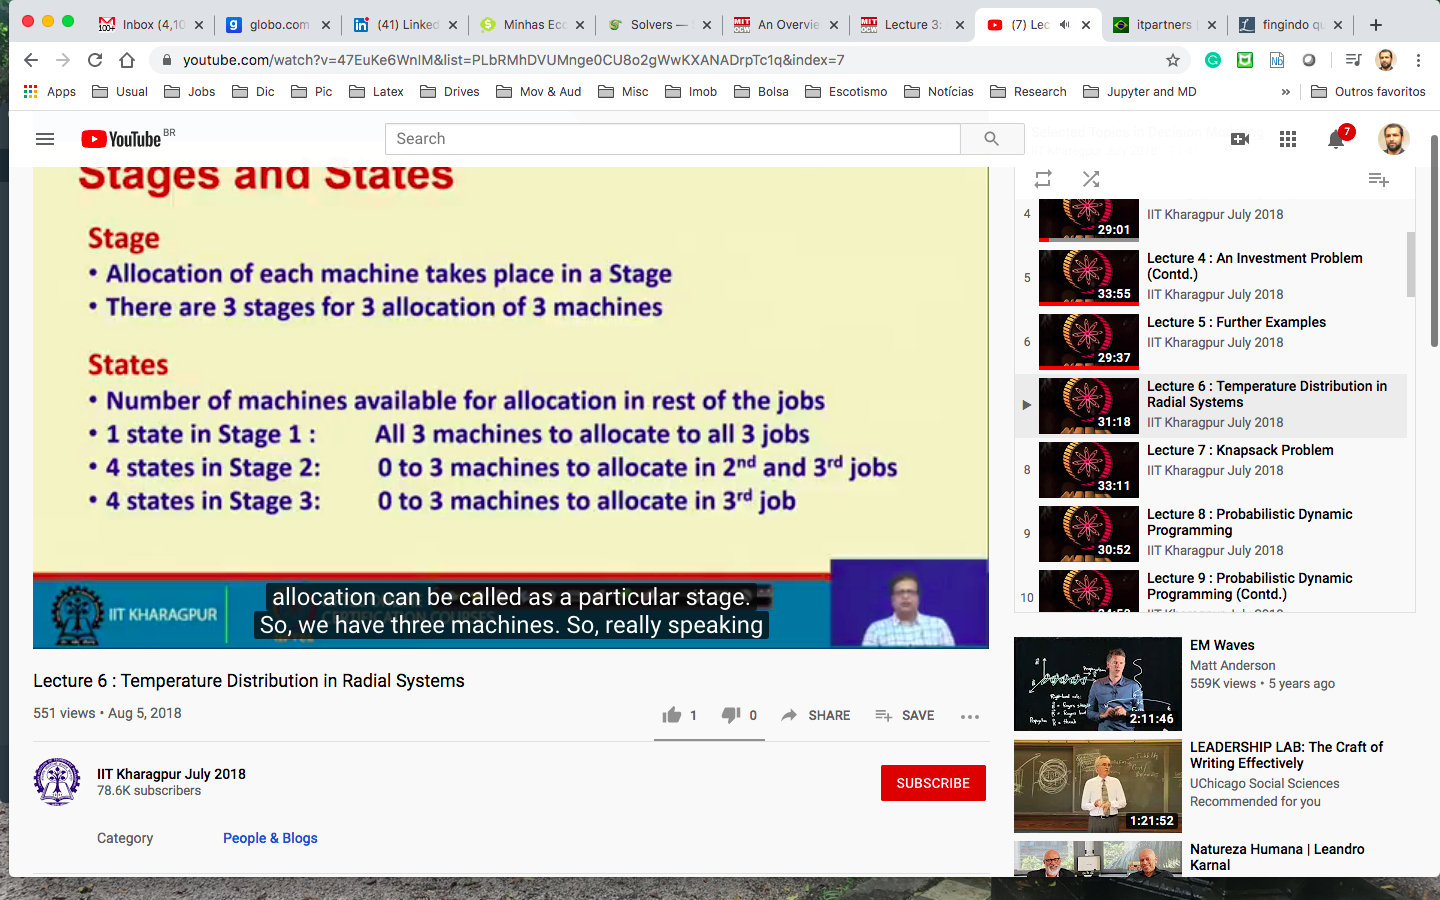 Inbox (4,10
100+
globo.com
(41) Linked
Minhas Eco
Solvers —
An Overvie
Lecture 3:
(7) Lec
itpartners
fingindo qu
youtube.com/watch?v=47EuKe6WnIM&list=PLbRMhDVUMnge0CU8o2gWwKXANADrpTc1q&index=7
Apps
Usual
Jobs
Dic
Pic
Latex
Drives
Mov & Aud
Misc
Imob
Bolsa
Escotismo
Notícias
Research
Jupyter and MD
»
Outros favoritos
YouTube BR
Search
7
Stages and States
Stage
• Allocation of each machine takes place in a Stage
• There are 3 stages for 3 allocation of 3 machines
States
• Number of machines available for allocation in rest of the jobs
• 1 state in Stage 1 : All 3 machines to allocate to all 3 jobs
• 4 states in Stage 2: 0 to 3 machines to allocate in 2nd and 3rd jobs
• 4 states in Stage 3: 0 to 3 machines to allocate in 3rd job
IIT KHARAGPUR
allocation can be called as a particular stage.
So, we have three machines. So, really speaking
Lecture 6 : Temperature Distribution in Radial Systems
551 views • Aug 5, 2018
1
0
SHARE
SAVE
IIT Kharagpur July 2018
78.6K subscribers
SUBSCRIBE
Category
People & Blogs
4
29:01
IIT Kharagpur July 2018
5
33:55
Lecture 4 : An Investment Problem
(Contd.)
IIT Kharagpur July 2018
6
29:37
Lecture 5 : Further Examples
IIT Kharagpur July 2018
31:18
Lecture 6 : Temperature Distribution in
Radial Systems
IIT Kharagpur July 2018
8
33:11
Lecture 7 : Knapsack Problem
IIT Kharagpur July 2018
9
30:52
Lecture 8 : Probabilistic Dynamic
Programming
IIT Kharagpur July 2018
10
Lecture 9 : Probabilistic Dynamic
Programming (Contd.)
EM Waves
Matt Anderson
559K views • 5 years ago
2:11:46
LEADERSHIP LAB: The Craft of
Writing Effectively
UChicago Social Sciences
Recommended for you
1:21:52
Natureza Humana | Leandro
Karnal